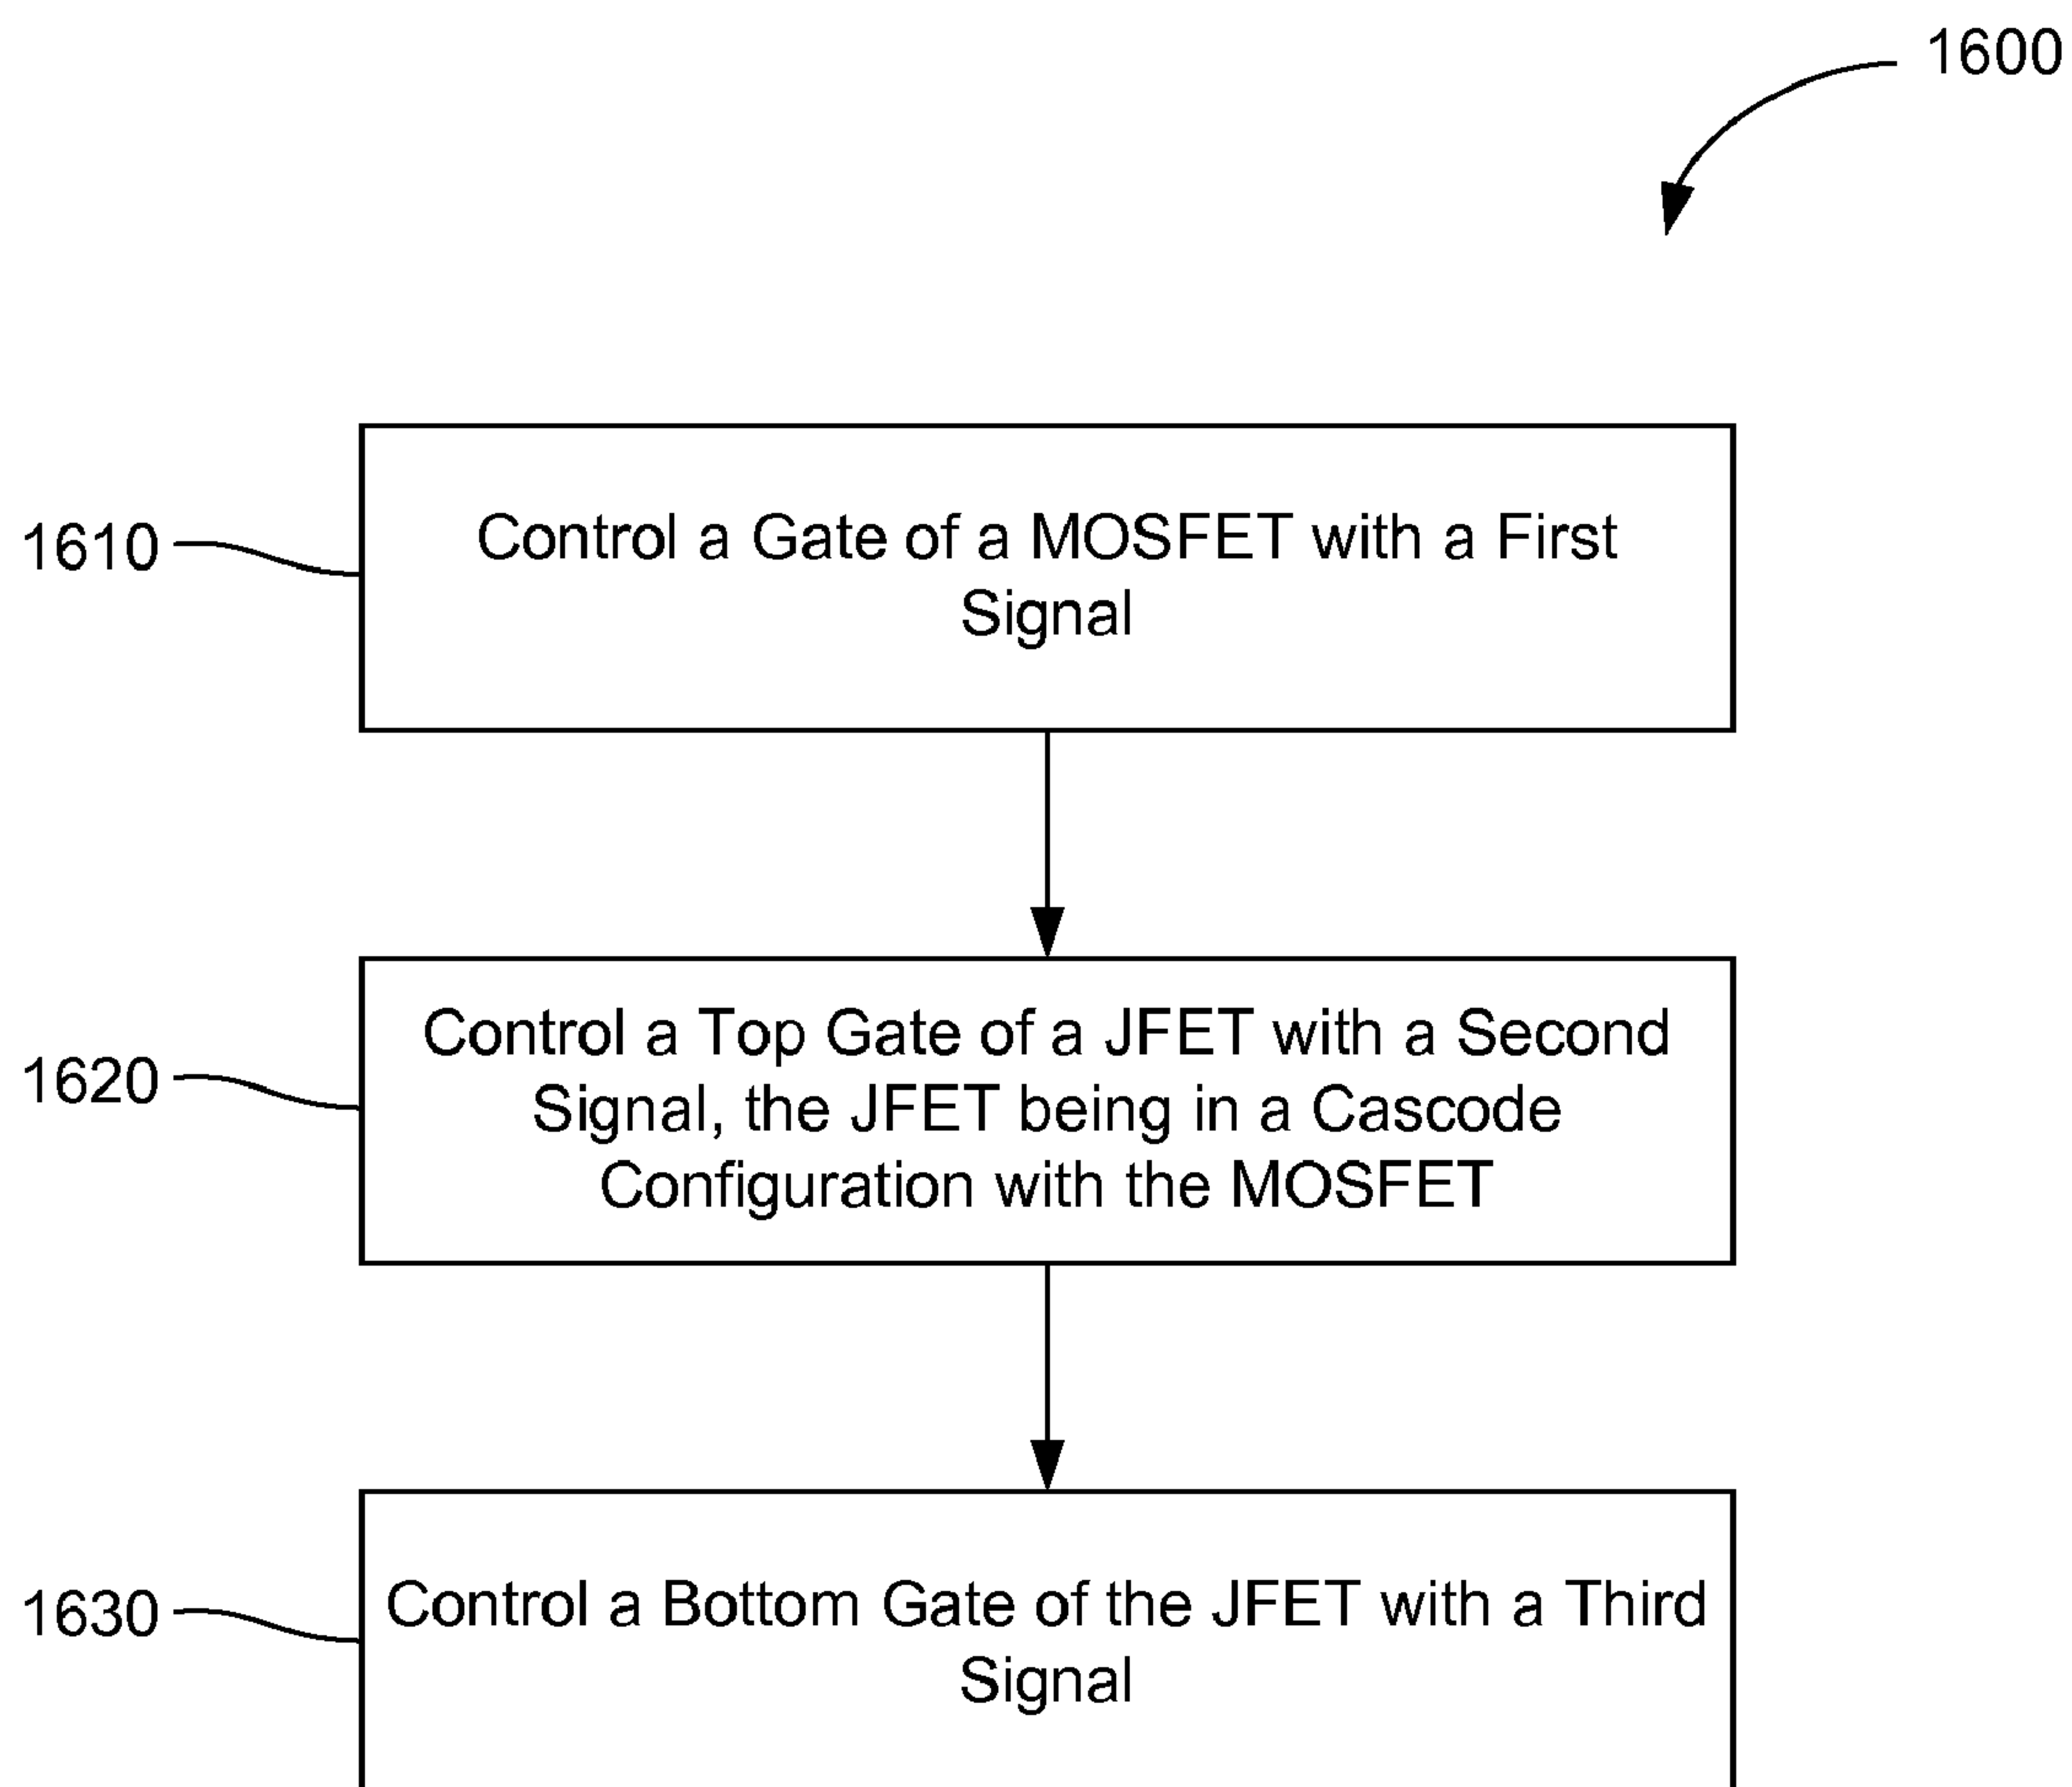 1600
1610
Control a Gate of a MOSFET with a First
Signal
1620
Control a Top Gate of a JFET with a Second
Signal, the JFET being in a Cascode
Configuration with the MOSFET
1630
Control a Bottom Gate of the JFET with a Third
Signal